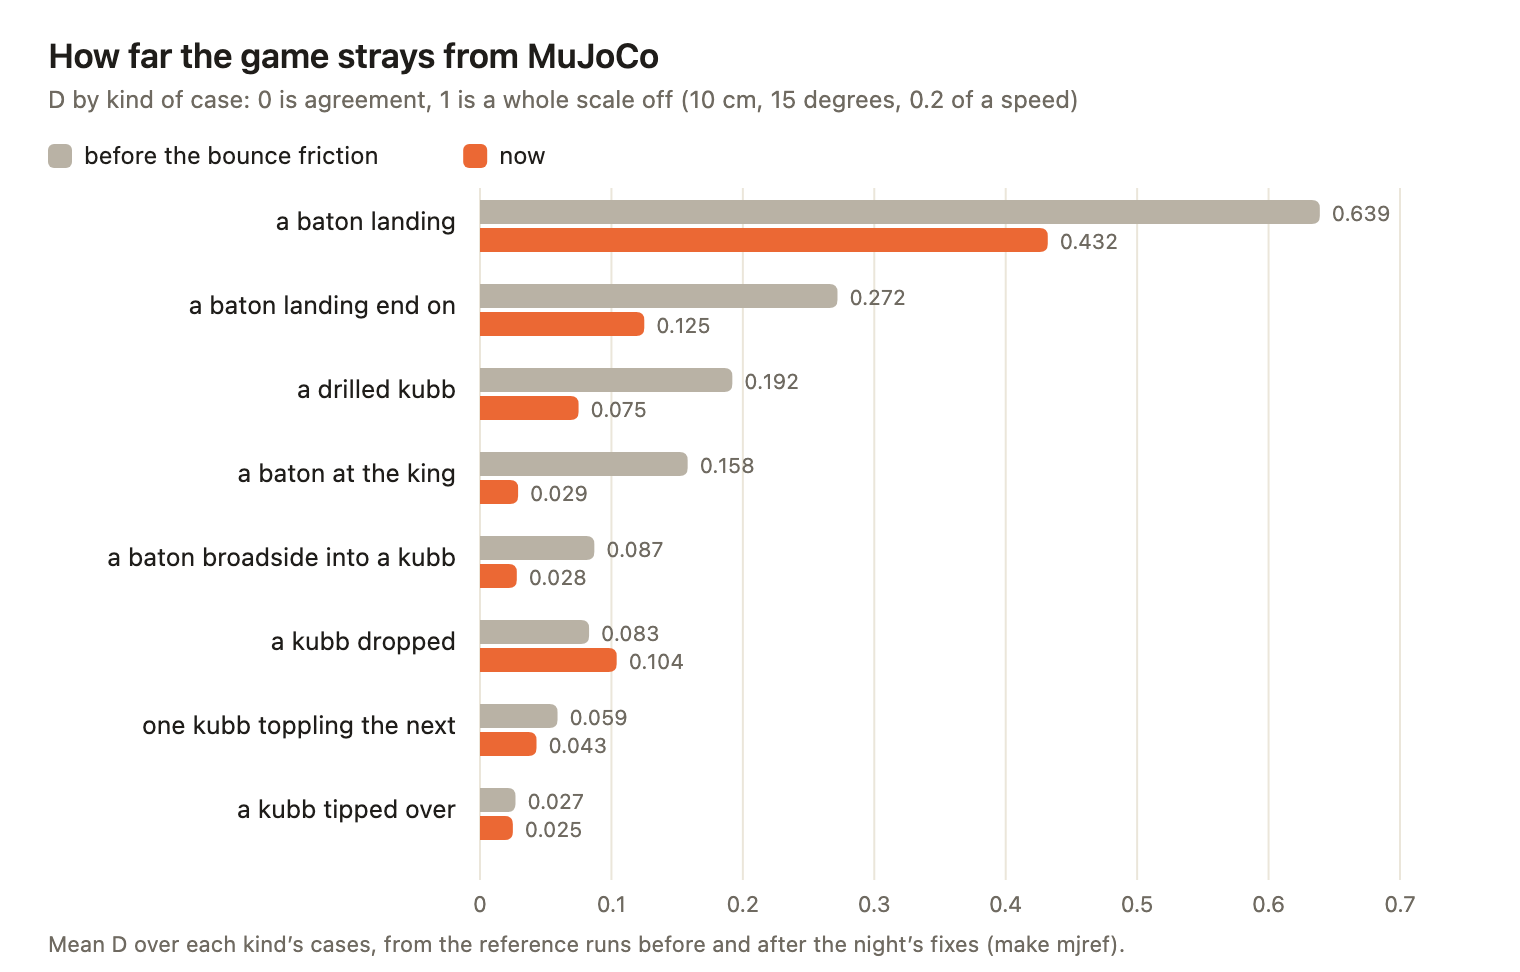 How far the game strays from MuJoCo
D by kind of case: 0 is agreement, 1 is a whole scale off (10 cm, 15 degrees, 0.2 of a speed)
before the bounce friction
now
a baton landing
0.639
0.432
a baton landing end on
0.272
0.125
a drilled kubb
0.192
0.075
a baton at the king
0.158
0.029
a baton broadside into a kubb
0.087
0.028
a kubb dropped
0.083
0.104
one kubb toppling the next
0.059
0.043
a kubb tipped over
0.027
0.025
0 0.1 0.2 0.3 0.4 0.5 0.6 0.7
Mean D over each kind’s cases, from the reference runs before and after the night’s fixes (make mjref).